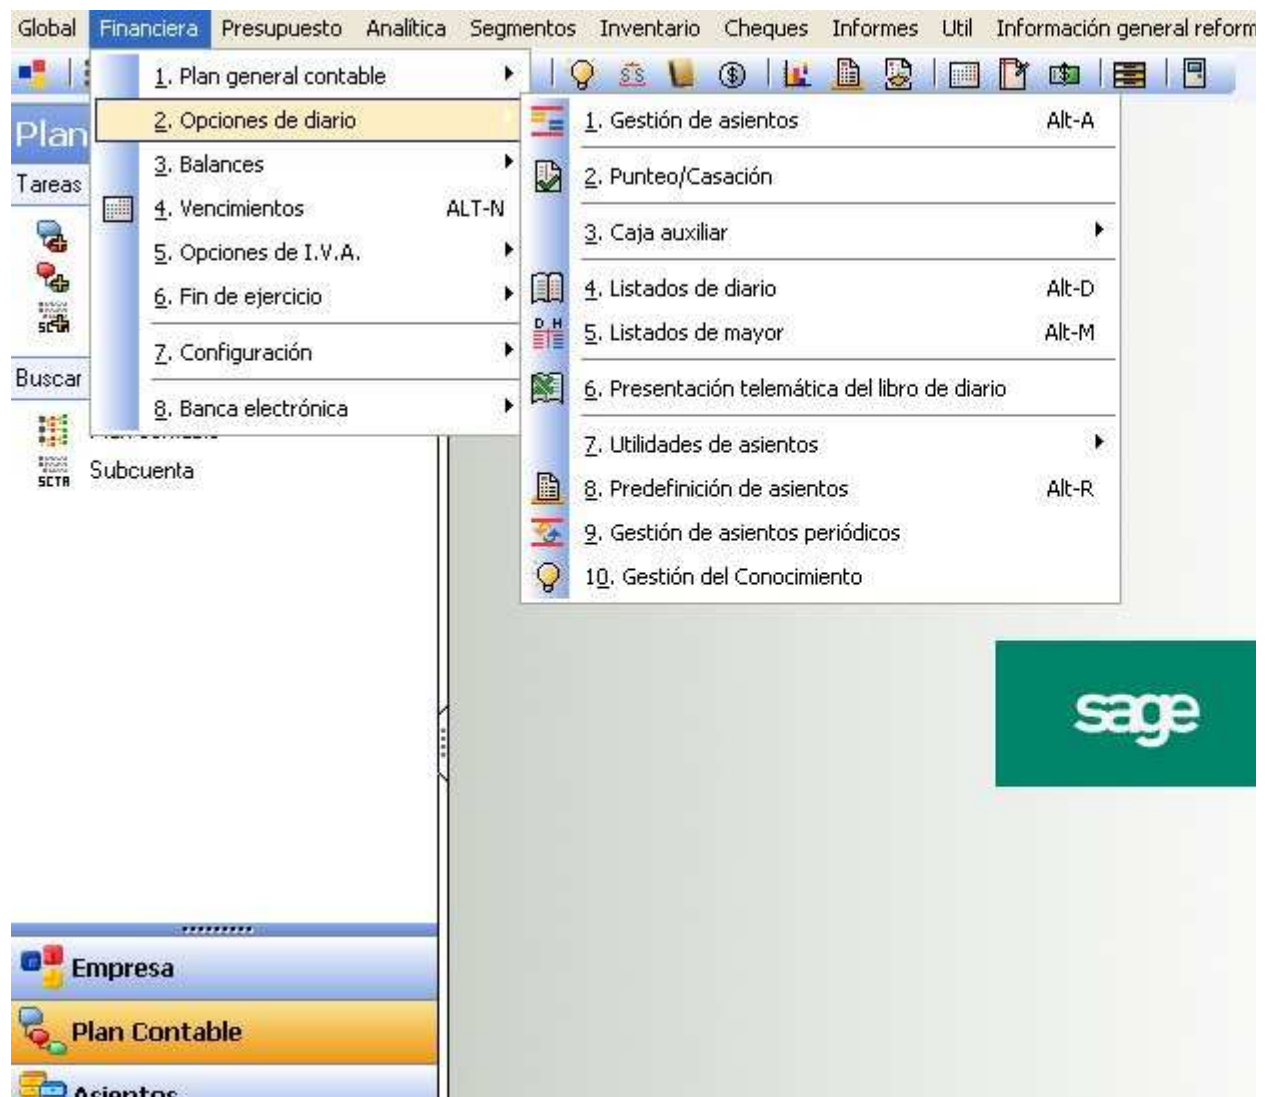 Global Financiera Presupuesto Analítica Segmentos Inventario Cheques Informes Util Información general reform
1. Plan general contable
2. Opciones de diario
3. Balances
4. Vencimientos ALT-N
5. Opciones de I.V.A.
6. Fin de ejercicio
7. Configuración
8. Banca electrónica
1. Gestión de asientos Alt-A
2. Punteo/Casación
3. Caja auxiliar
4. Listados de diario Alt-D
5. Listados de mayor Alt-M
6. Presentación telemática del libro de diario
7. Utilidades de asientos
8. Predefinición de asientos Alt-R
9. Gestión de asientos periódicos
10. Gestión del Conocimiento
Plan
Tareas
Buscar
Subcuenta
SCTA
sage
Empresa
Plan Contable
Asientos